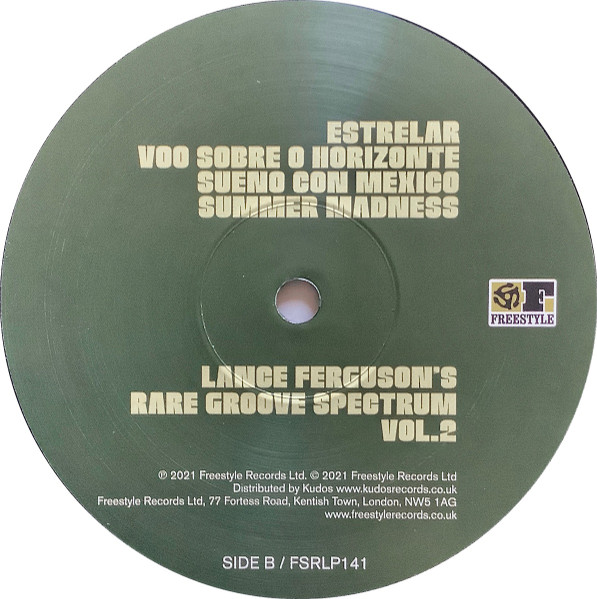 ESTRELAR
VOO SOBRE O HORIZONTE
SUENO CON MEXICO
SUMMER MADNESS
F
FREESTYLE
LANCE FERGUSON'S
RARE GROOVE SPECTRUM
VOL.2
℗ 2021 Freestyle Records Ltd. © 2021 Freestyle Records Ltd
Distributed by Kudos www.kudosrecords.co.uk
Freestyle Records Ltd, 77 Fortess Road, Kentish Town, London, NW5 1AG
www.freestylerecords.co.uk
SIDE B / FSRLP141